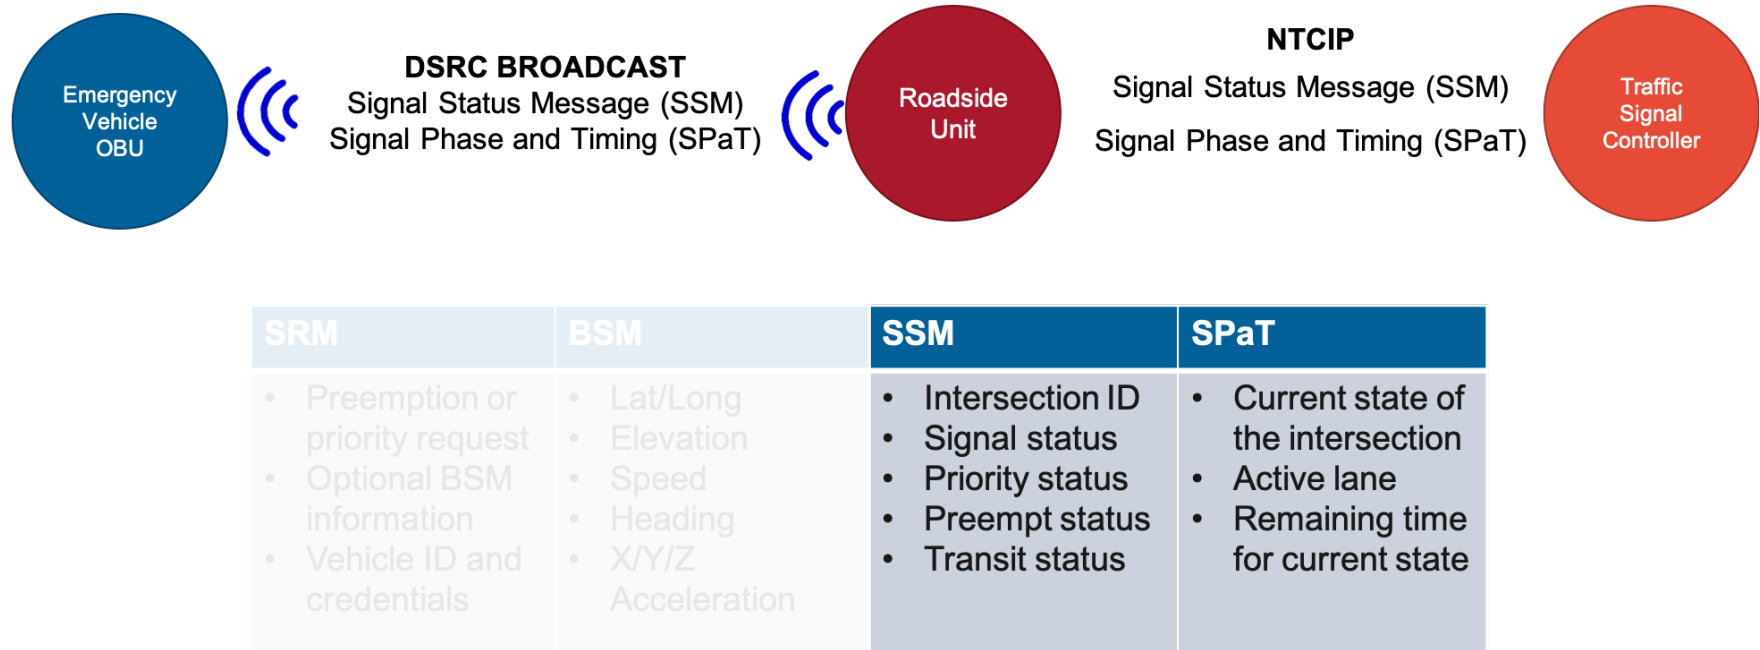 Emergency
Vehicle
OBU
DSRC BROADCAST
Signal Status Message (SSM)
Signal Phase and Timing (SPaT)
Roadside
Unit
NTCIP
Signal Status Message (SSM)
Signal Phase and Timing (SPaT)
Traffic
Signal
Controller
SRM
• Preemption or
priority request
• Optional BSM
information
• Vehicle ID and
credentials
BSM
• Lat/Long
• Elevation
• Speed
• Heading
• X/Y/Z
Acceleration
SSM
• Intersection ID
• Signal status
• Priority status
• Preempt status
• Transit status
SPaT
• Current state of
the intersection
• Active lane
• Remaining time
for current state